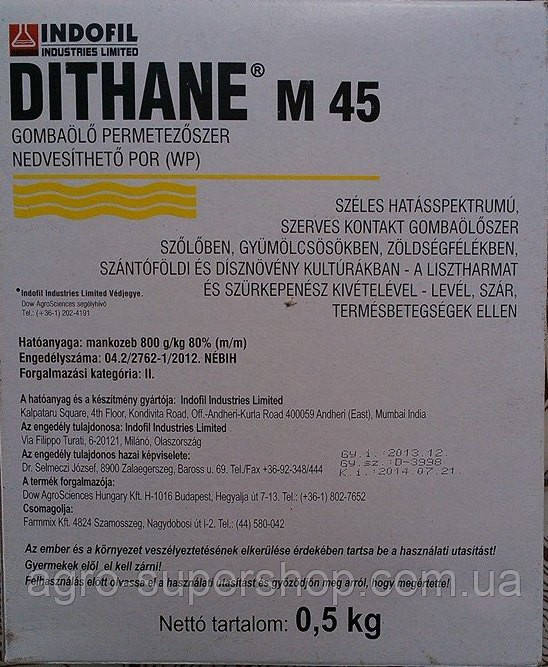 INDOFIL
INDUSTRIES LIMITED
DITHANE® M 45
GOMBAÖLŐ PERMETEZŐSZER
NEDVESÍTHETŐ POR (WP)
SZÉLES HATÁSSPEKTRUMÚ,
SZERVES KONTAKT GOMBAÖLŐSZER
SZŐLŐBEN, GYÜMÖLCSÖSÖKBEN, ZÖLDSÉGFÉLÉKBEN,
SZÁNTÓFÖLDI ÉS DÍSZNÖVÉNY KULTÚRÁKBAN - A LISZTHARMAT
ÉS SZÜRKEPENÉSZ KIVÉTELÉVEL - LEVÉL, SZÁR,
TERMÉSBETEGSÉGEK ELLEN
*Indofil Industries Limited Védjegye.
Dow AgroSciences segélyhívó
Tel.: (+36-1) 202-4191
Hatóanyaga: mankozeb 800 g/kg 80% (m/m)
Engedélyszáma: 04.2/2762-1/2012. NÉBIH
Forgalmazási kategória: II.
A hatóanyag és a készítmény gyártója: Indofil Industries Limited
Kalpataru Square, 4th Floor, Kondivita Road, Off.-Andheri-Kurla Road 400059 Andheri (East), Mumbai India
Az engedély tulajdonosa: Indofil Industries Limited
Via Filippo Turati, 6-20121, Milánó, Olaszország
Az engedély tulajdonos hazai képviselete:
Dr. Selmeczi József, 8900 Zalaegerszeg, Baross u. 69. Tel./Fax +36-92-348/444
A termék forgalmazója:
Dow AgroSciences Hungary Kft. H-1016 Budapest, Hegyalja út 7-13. Tel.: (+36-1) 802-7652
Csomagolja:
Farmmix Kft. 4824 Szamosszeg, Nagydobosi út I-2. Tel.: (44) 580-042
Gy.i.: 2013.12.
Gy.sz.: D-3998
K.i.: 2014.07.21.
Az ember és a környezet veszélyeztetésének elkerülése érdekében tartsa be a használati utasítást!
Gyermekek elől el kell zárni!
Felhasználás előtt olvassa el a használati utasítást és győződjön meg arról, hogy megértette!
agro-supershop.com.ua
Nettó tartalom: 0,5 kg